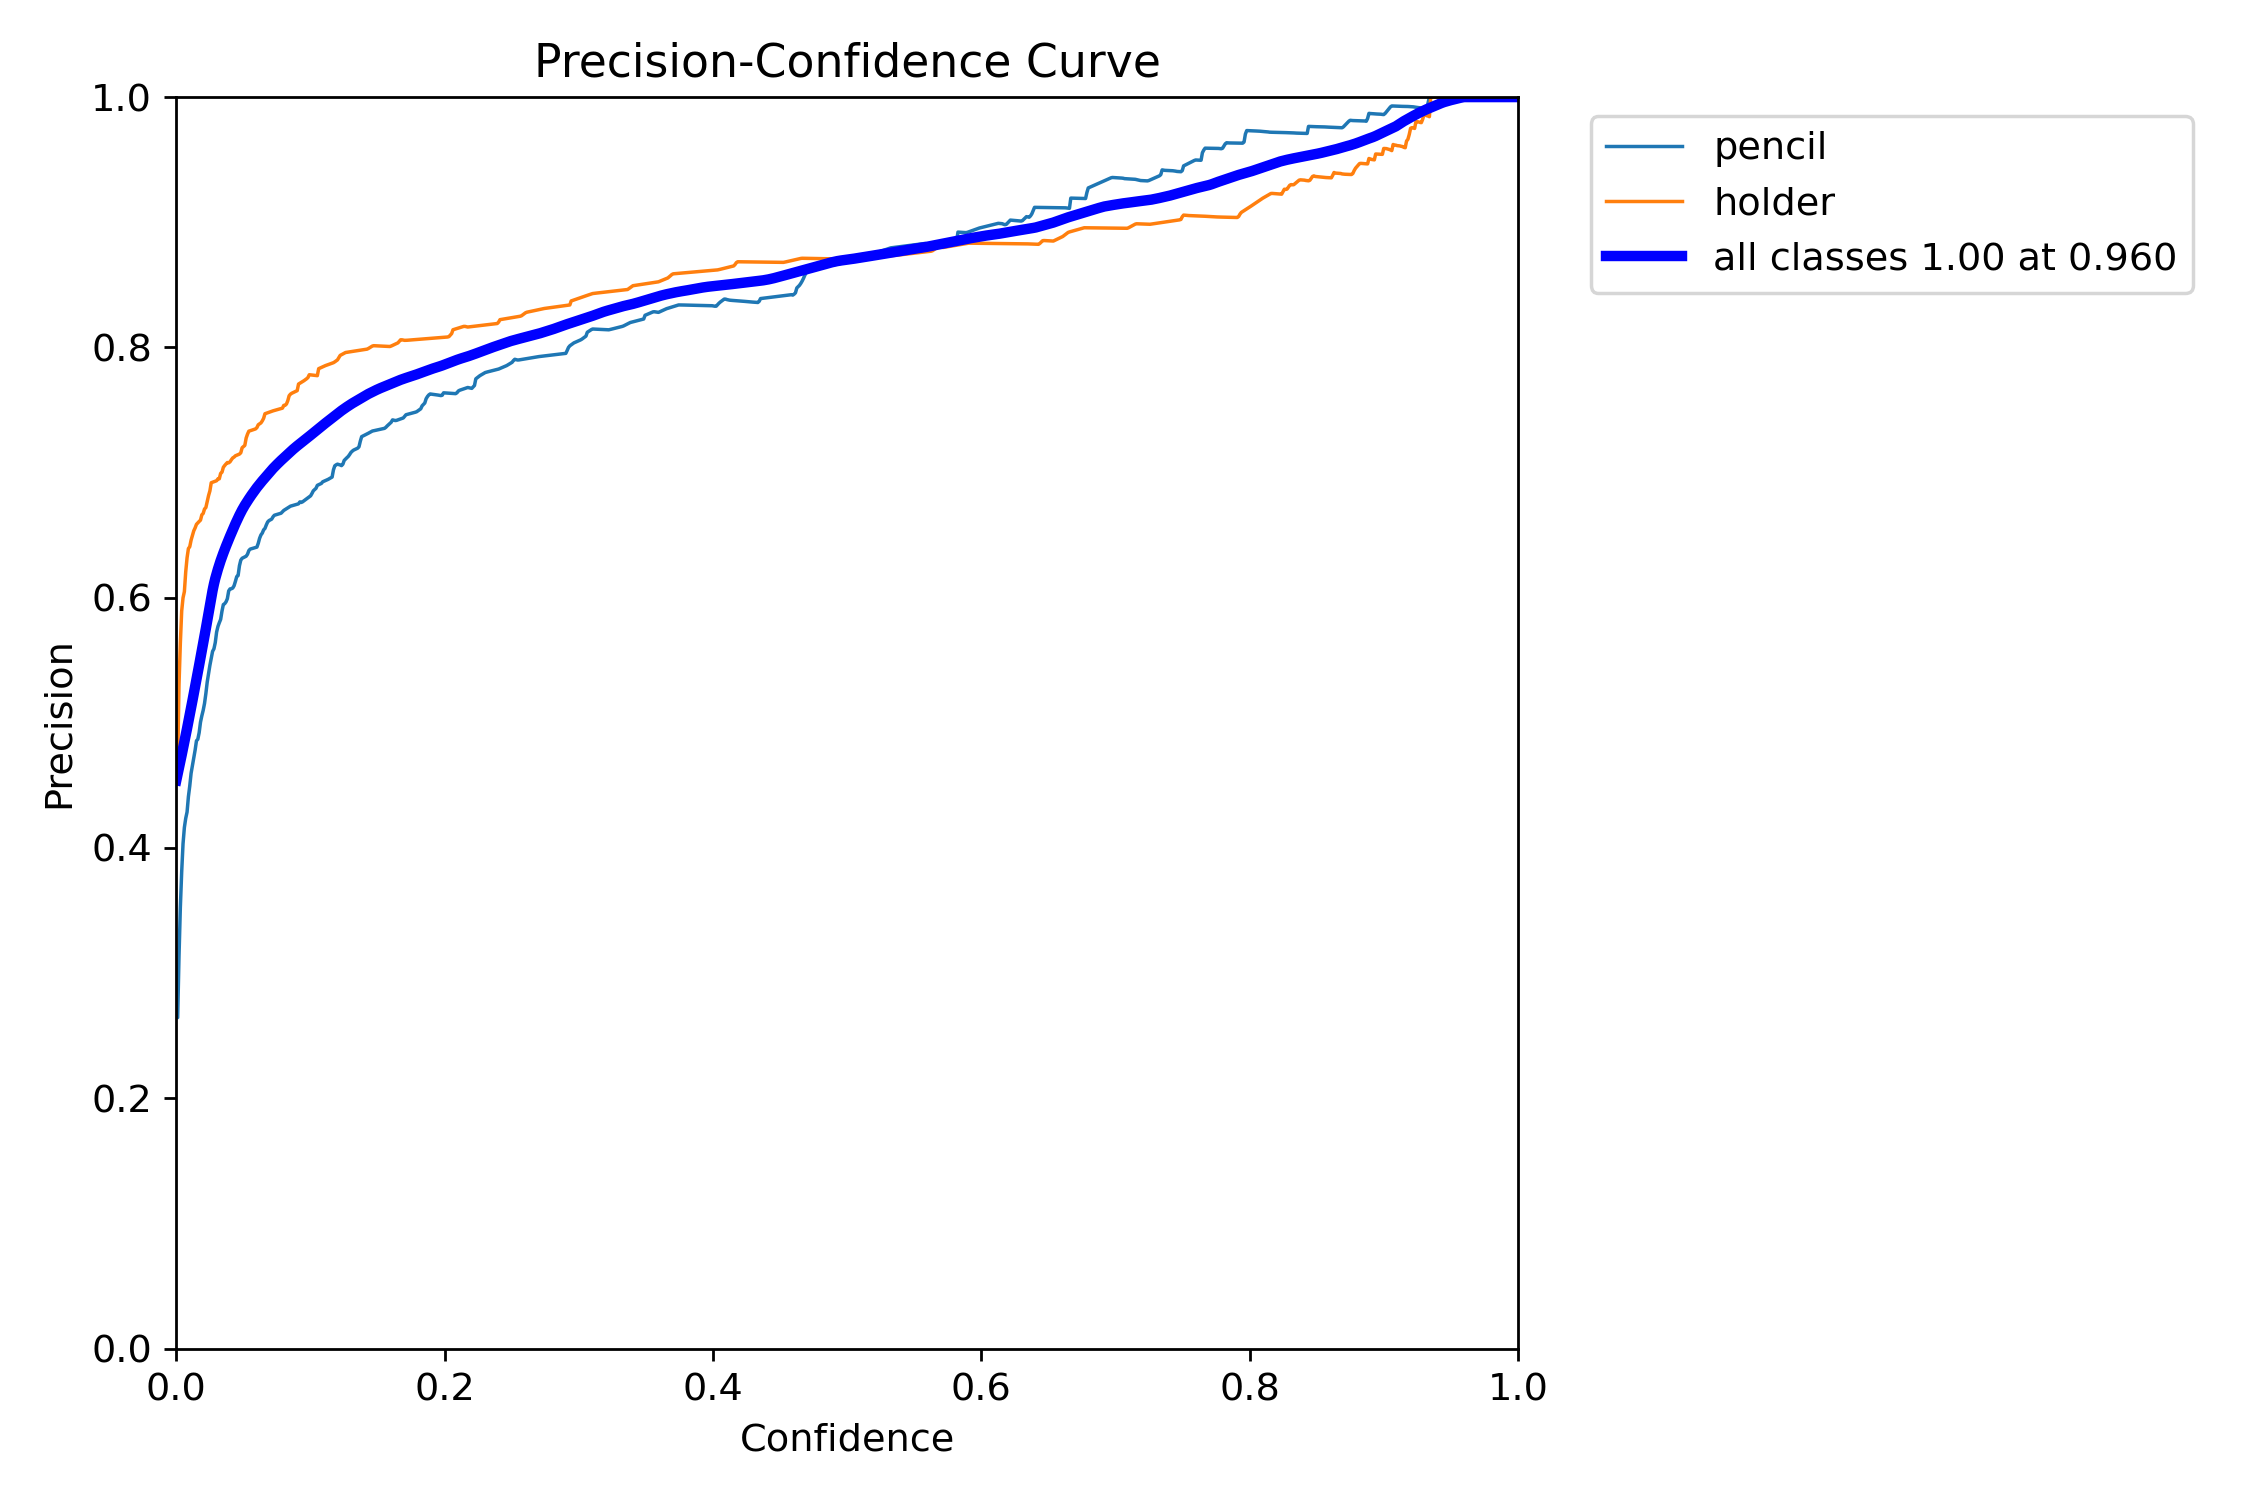 Precision-Confidence Curve
1.0
0.8
0.6
0.4
0.2
0.0
Precision
0.0 0.2 0.4 0.6 0.8 1.0
Confidence
pencil
holder
all classes 1.00 at 0.960